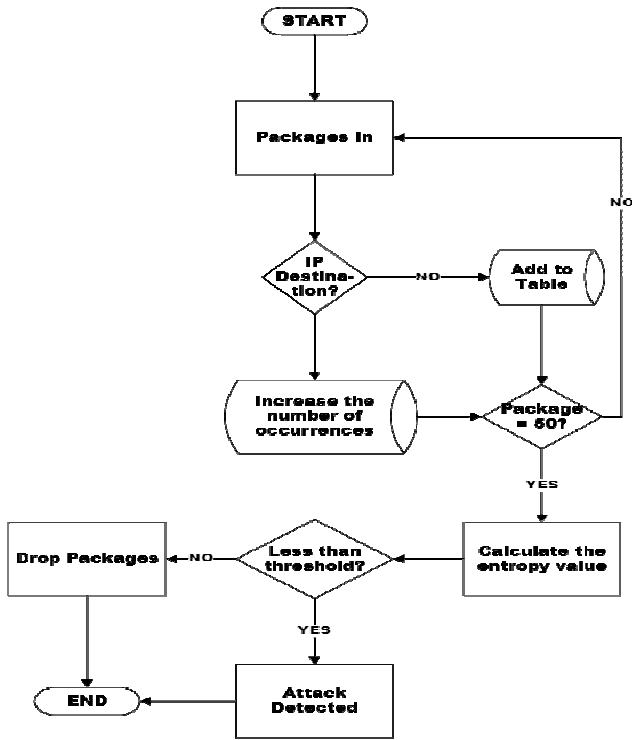 START
Packages In
NO
IP
Destina-
tion?
NO
Add to
Table
Increase the
number of
occurrences
Package
= 50?
YES
Drop Packages
NO
Less than
threshold?
Calculate the
entropy value
YES
END
Attack
Detected